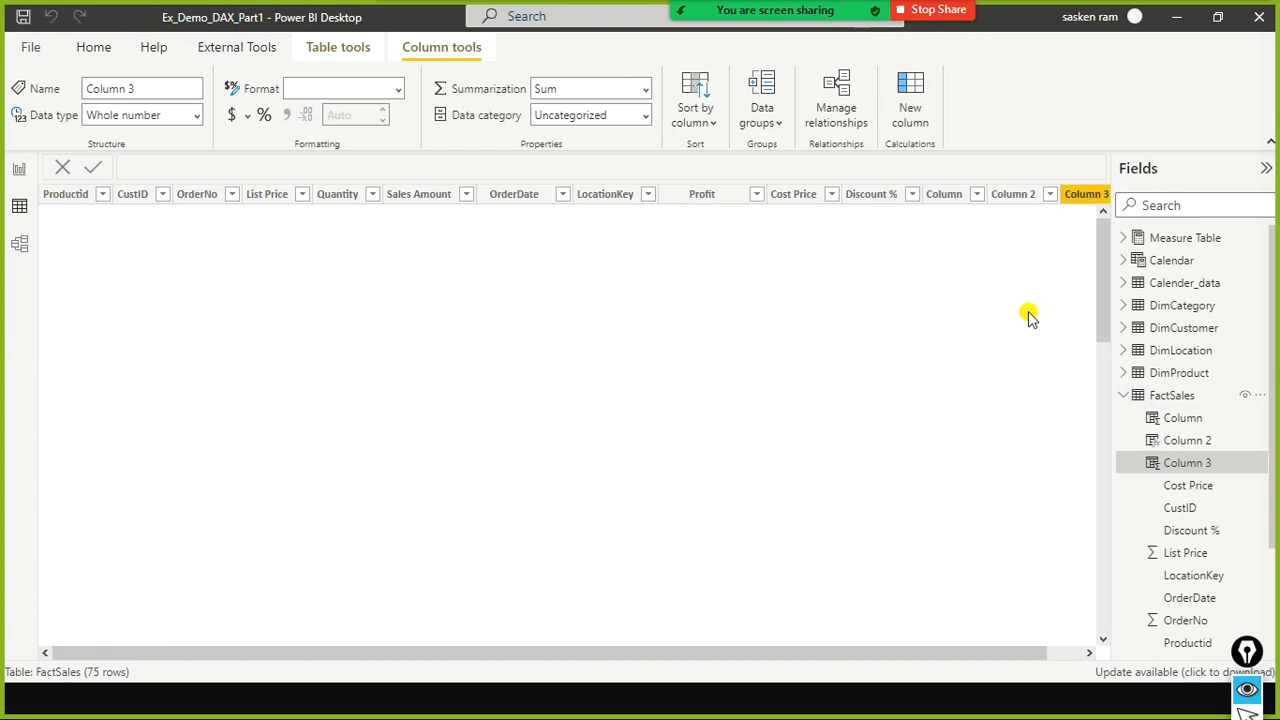 Ex_Demo_DAX_Part1 - Power BI Desktop
Search
You are screen sharing
Stop Share
sasken ram
File
Home
Help
External Tools
Table tools
Column tools
Name
Column 3
Data type
Whole number
Structure
Format
$
%
Auto
Formatting
Summarization
Sum
Data category
Uncategorized
Properties
Sort by
column
Sort
Data
groups
Groups
Manage
relationships
Relationships
New
column
Calculations
Productid
CustID
OrderNo
List Price
Quantity
Sales Amount
OrderDate
LocationKey
Profit
Cost Price
Discount %
Column
Column 2
Column 3
Fields
Search
Measure Table
Calendar
Calender_data
DimCategory
DimCustomer
DimLocation
DimProduct
FactSales
Column
Column 2
Column 3
Cost Price
CustID
Discount %
List Price
LocationKey
OrderDate
OrderNo
Productid
Table: FactSales (75 rows)
Update available (click to download)